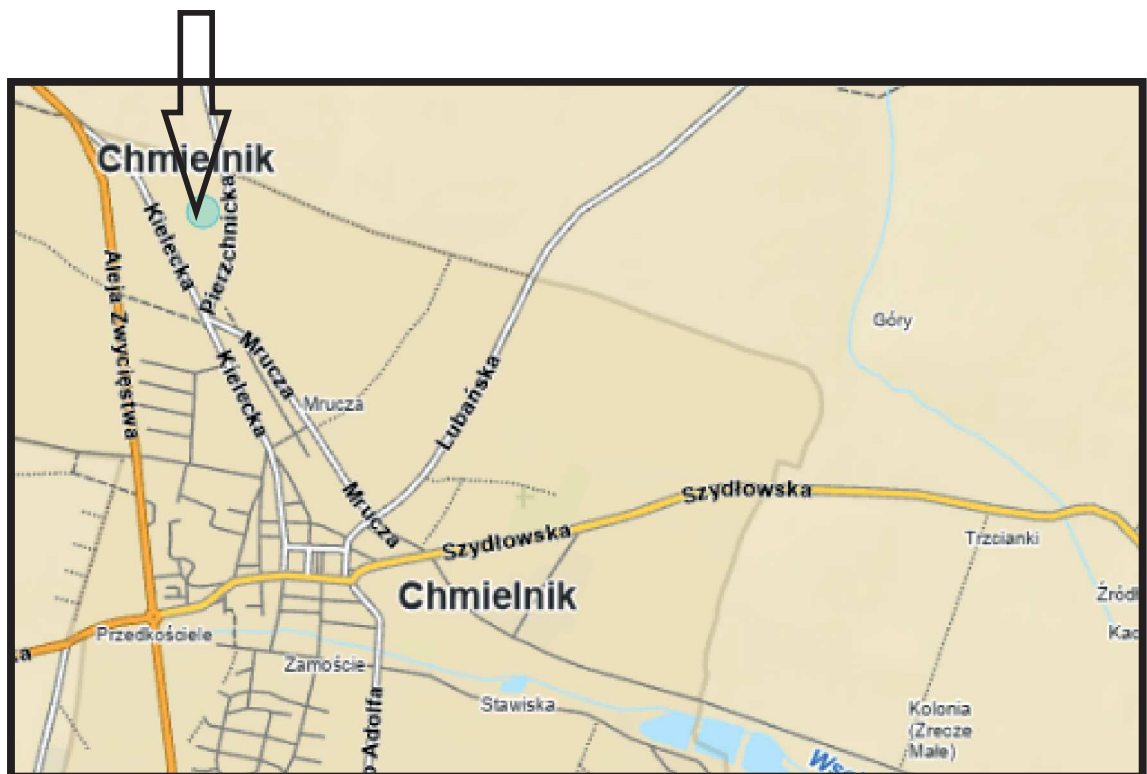 Chmielnik
Kielecka
Pierzchnicka
Aleja Zwycięstwa
Góry
Mrucza
Kielecka
Mrucza
Lubańska
Szydłowska
Mrucza
Szydłowska
Trzcianki
Chmielnik
Przedkościele
Zamoście
Stawiska
Kolonia
(Zrecze
Małe)